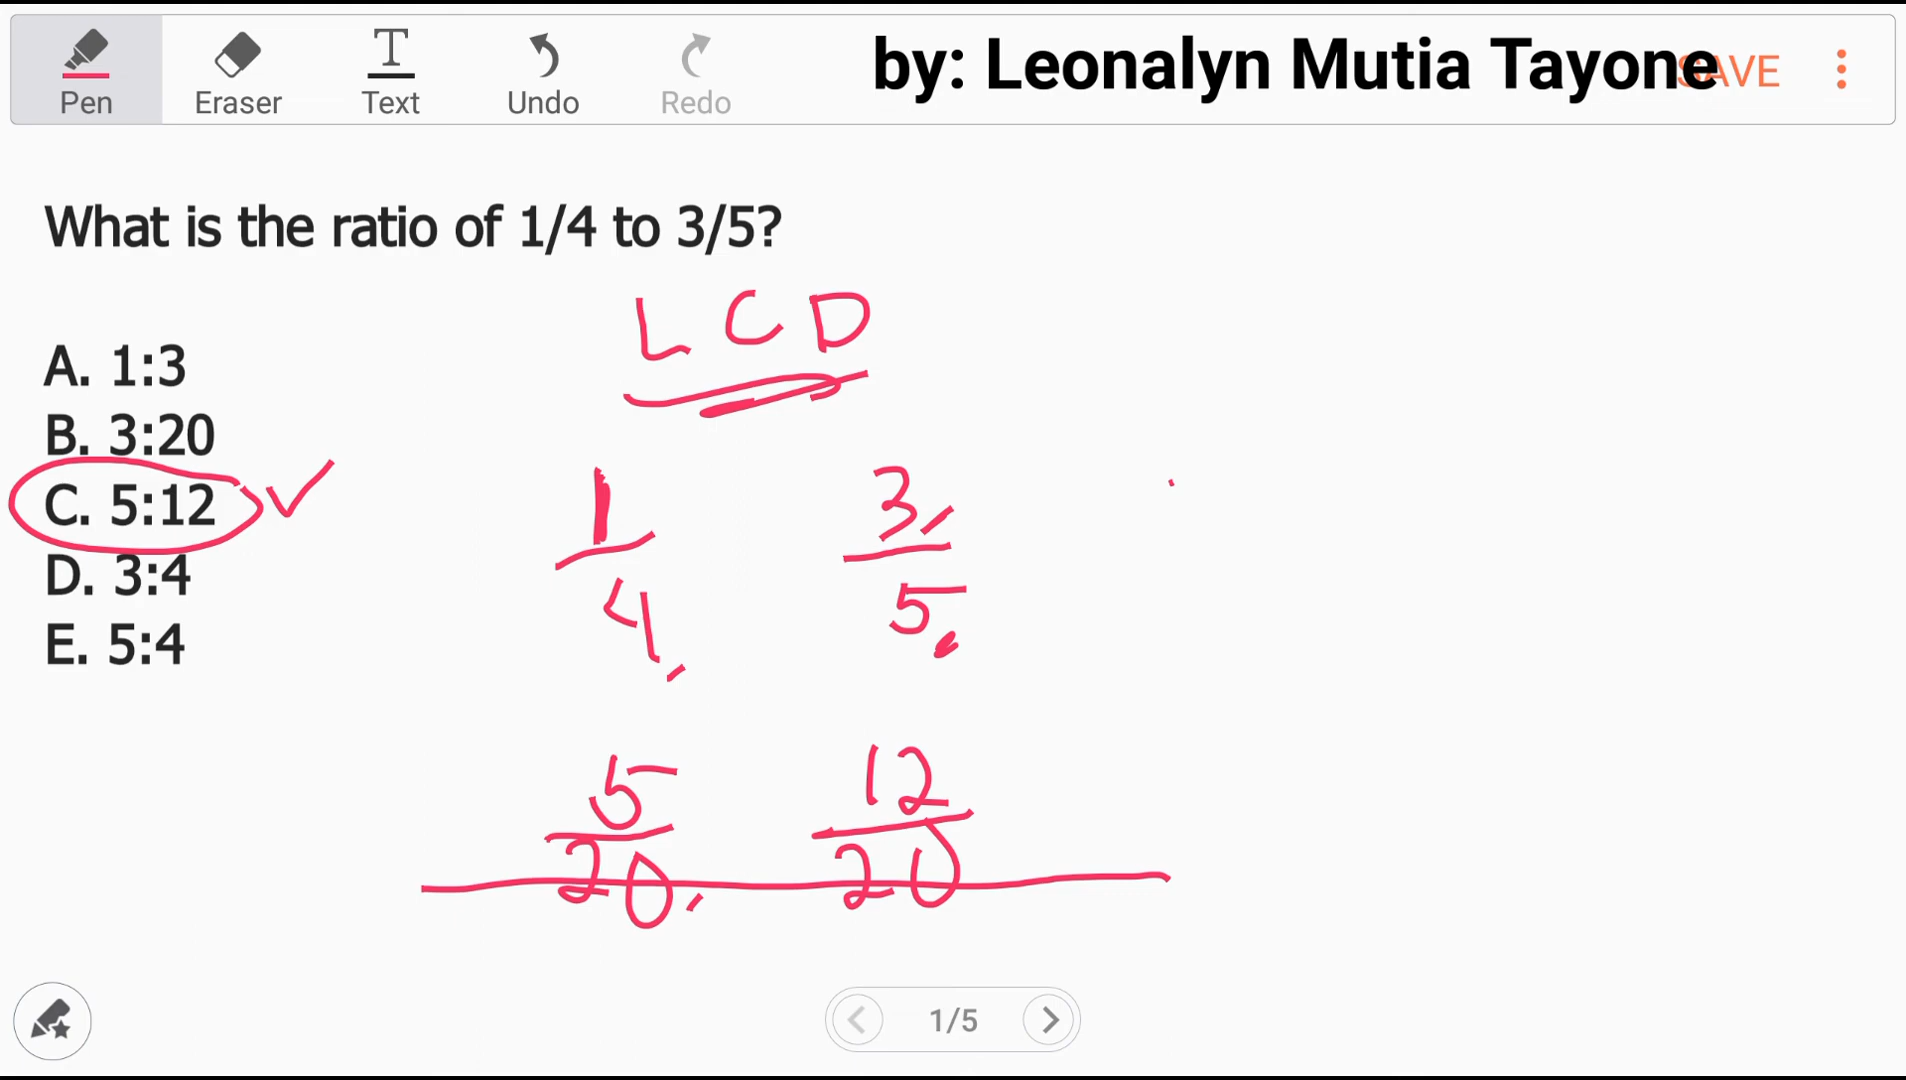 by: Leonalyn Mutia Tayone
Pen Eraser Text Undo Redo SAVE
What is the ratio of 1/4 to 3/5?
LCD
A. 1:3
B. 3:20
C. 5:12
D. 3:4
E. 5:4
1 3
4 5
5 12
20 20
1/5